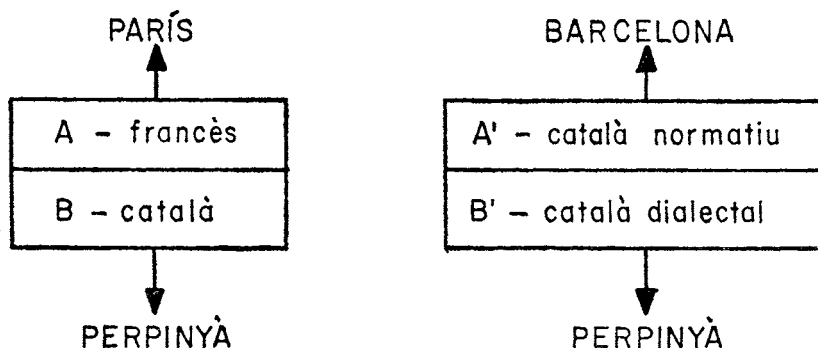 PARÍS
A – francès
B – català
PERPINYÀ
BARCELONA
A' – català normatiu
B' – català dialectal
PERPINYÀ